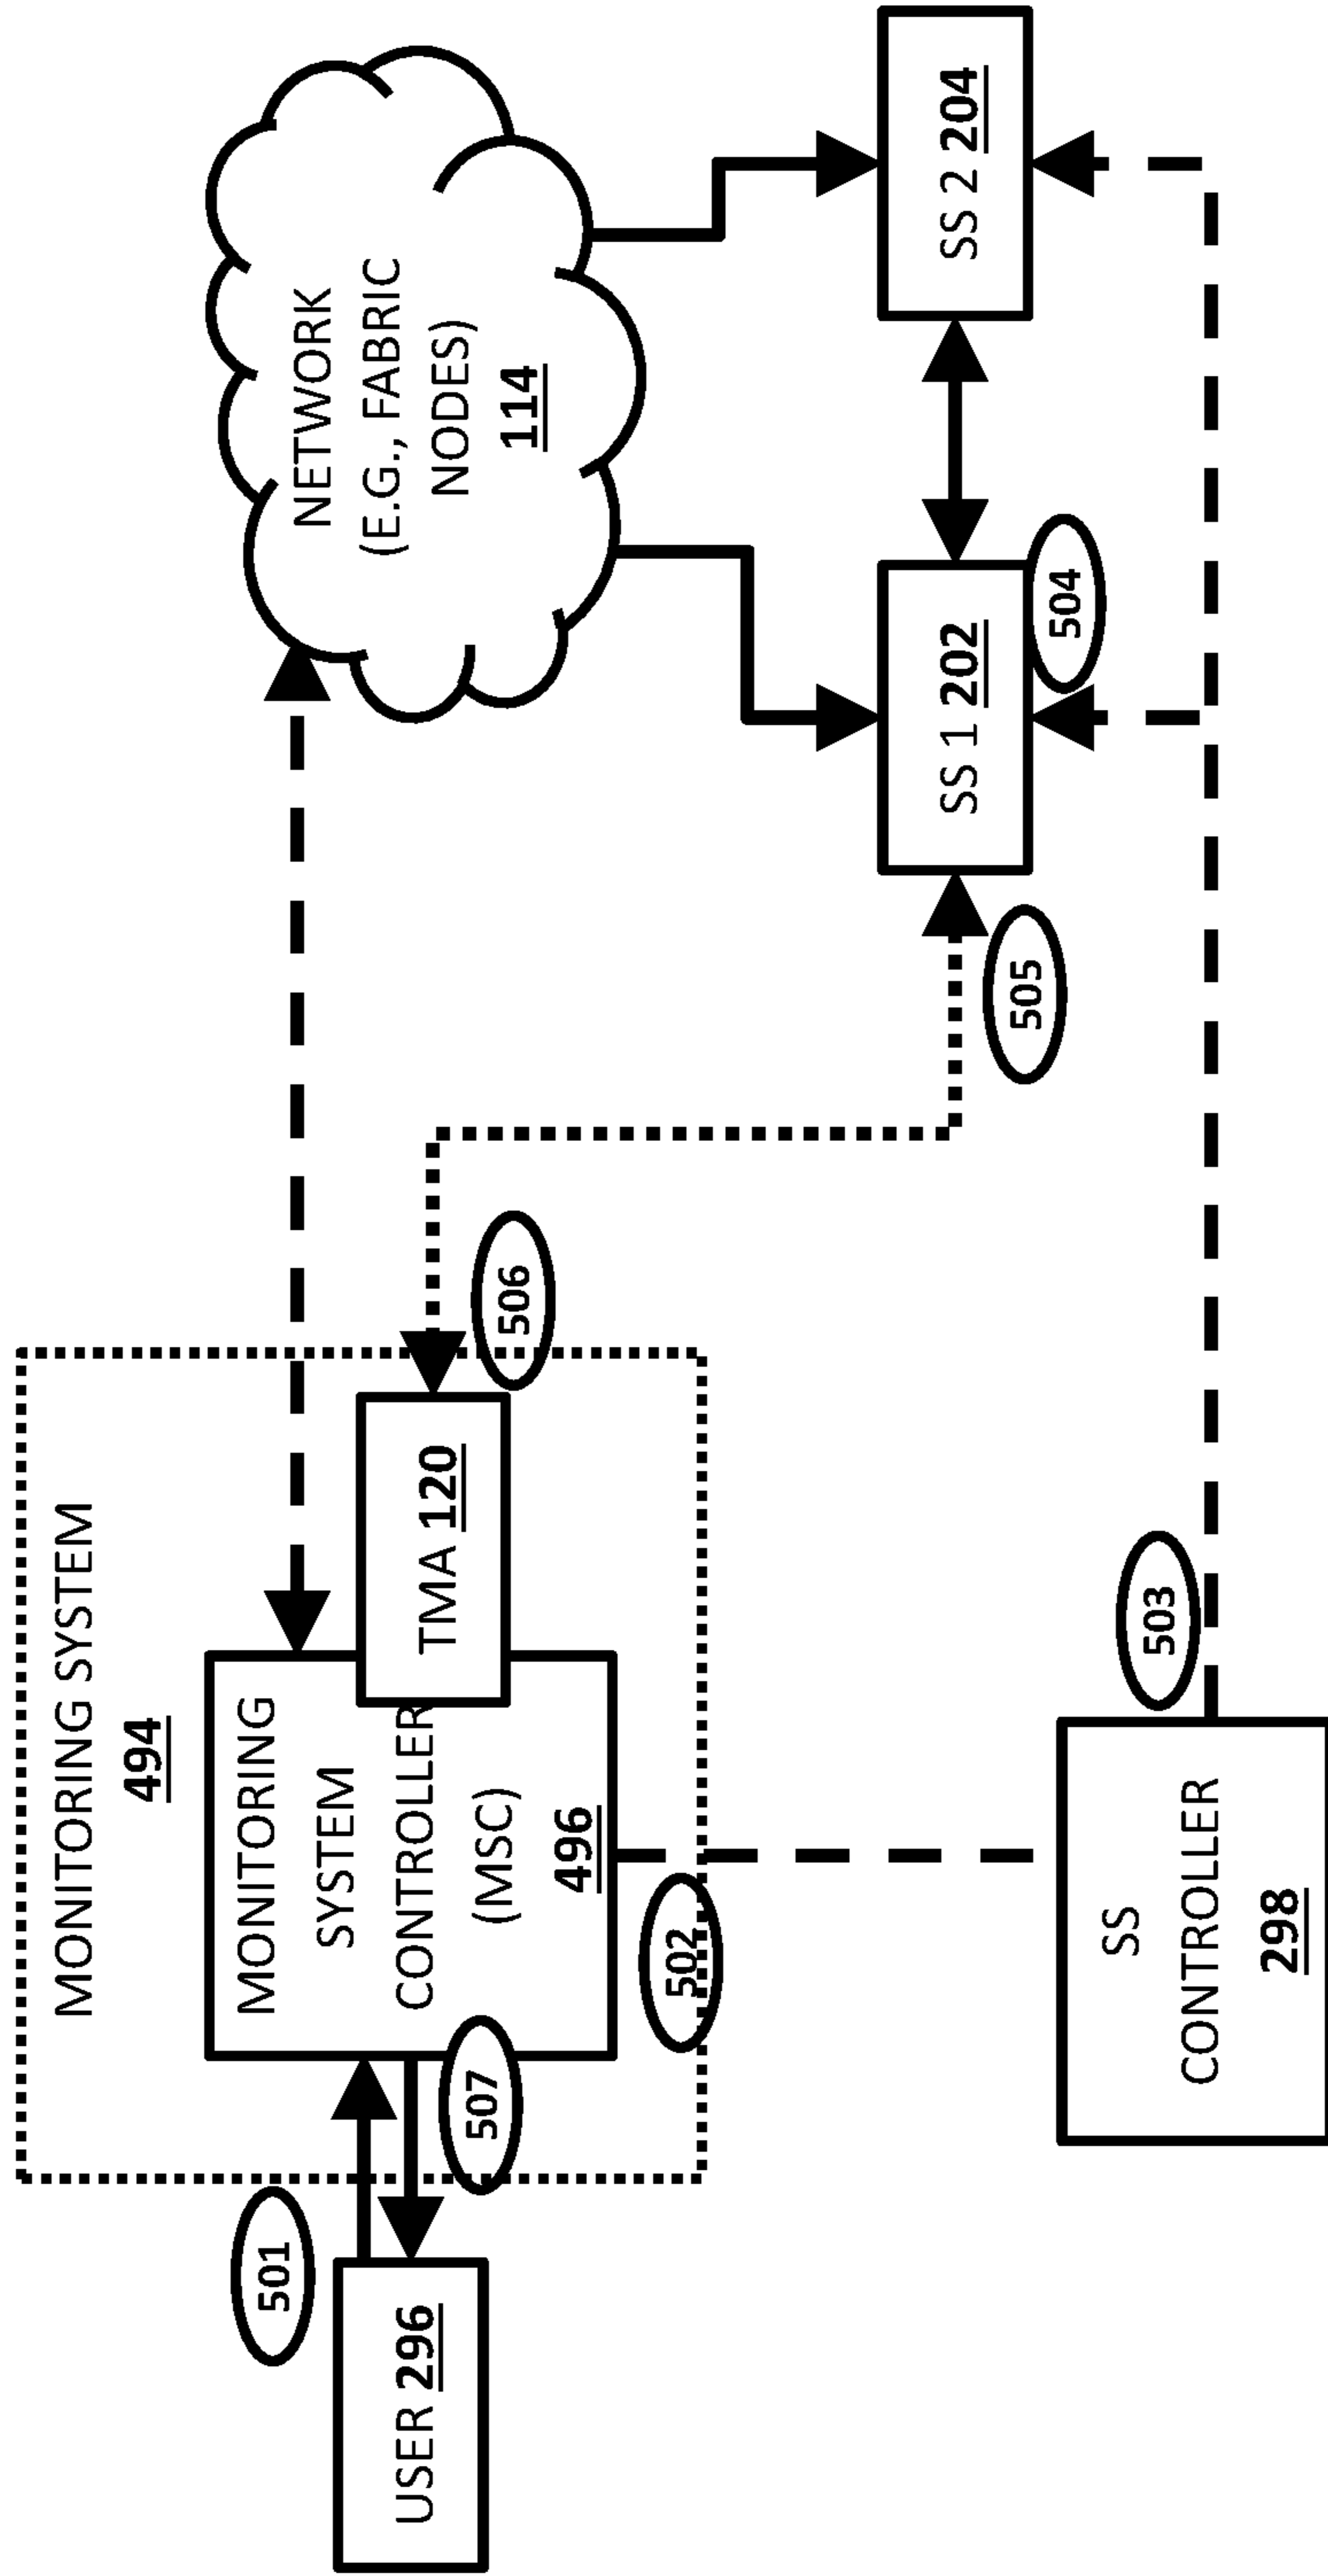 MONITORING SYSTEM
494
MONITORING
SYSTEM
CONTROLLER
(MSC)
496
TMA 120
USER 296
501
507
502
506
NETWORK
(E.G., FABRIC
NODES)
114
505
SS 1 202
504
SS 2 204
503
SS
CONTROLLER
298